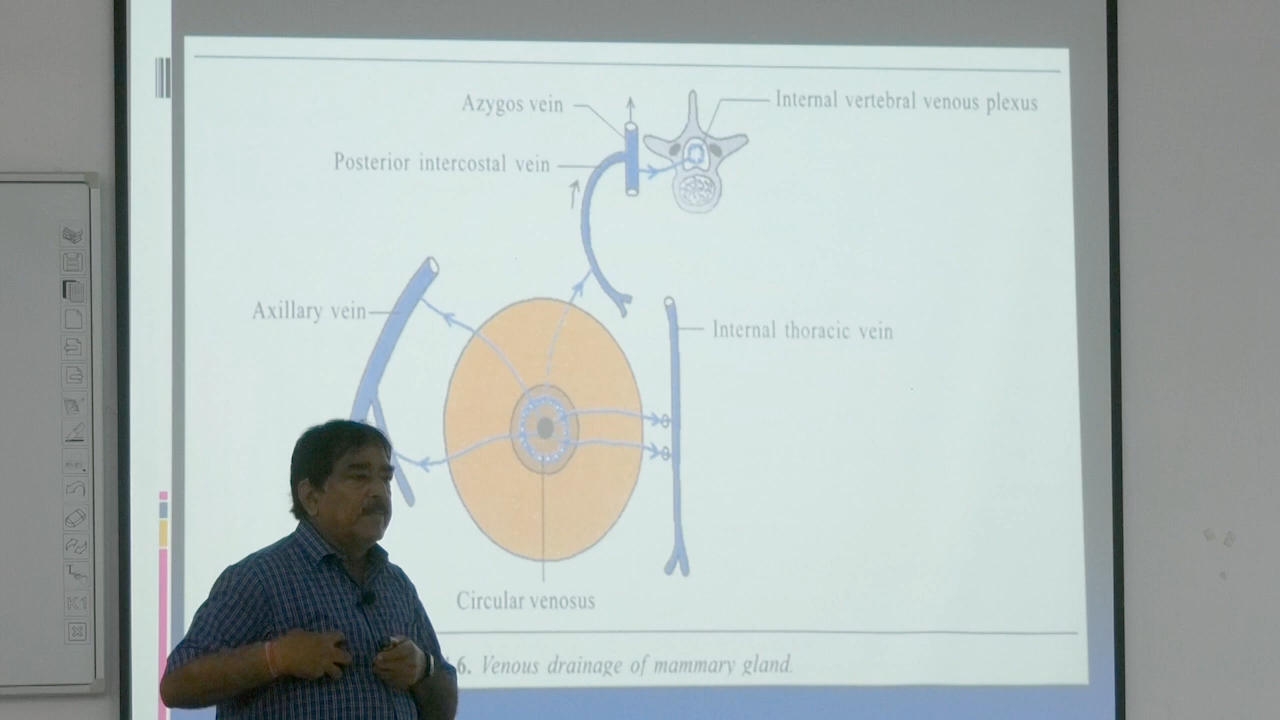 Azygos vein
Internal vertebral venous plexus
Posterior intercostal vein
Axillary vein
Internal thoracic vein
Circular venosus
6. Venous drainage of mammary gland.
K1